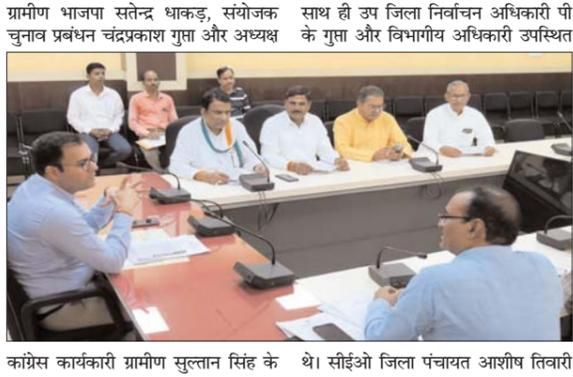 ग्रामीण भाजपा सतेन्द्र धाकड़, संयोजक
चुनाव प्रबंधन चंद्रप्रकाश गुप्ता और अध्यक्ष
कांग्रेस कार्यकारी ग्रामीण सुल्तान सिंह के
साथ ही उप जिला निर्वाचन अधिकारी पी
के गुप्ता और विभागीय अधिकारी उपस्थित
थे। सीईओ जिला पंचायत आशीष तिवारी